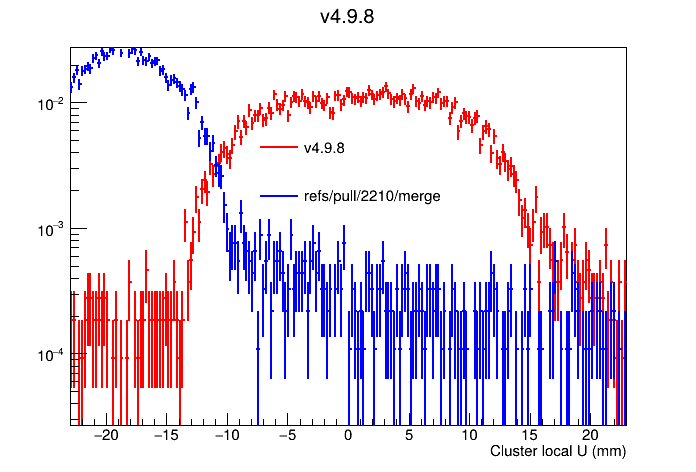 v4.9.8
10⁻²
10⁻³
10⁻⁴
v4.9.8
refs/pull/2210/merge
−20 −15 −10 −5 0 5 10 15 20
Cluster local U (mm)